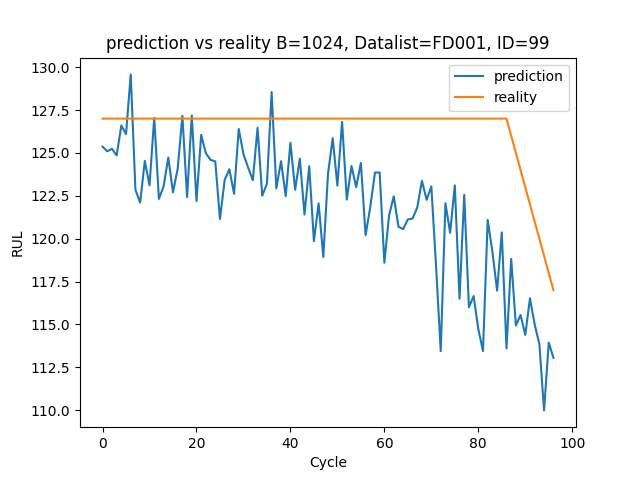 prediction vs reality B=1024, Datalist=FD001, ID=99
prediction
reality
RUL
130.0
127.5
125.0
122.5
120.0
117.5
115.0
112.5
110.0
0 20 40 60 80 100
Cycle